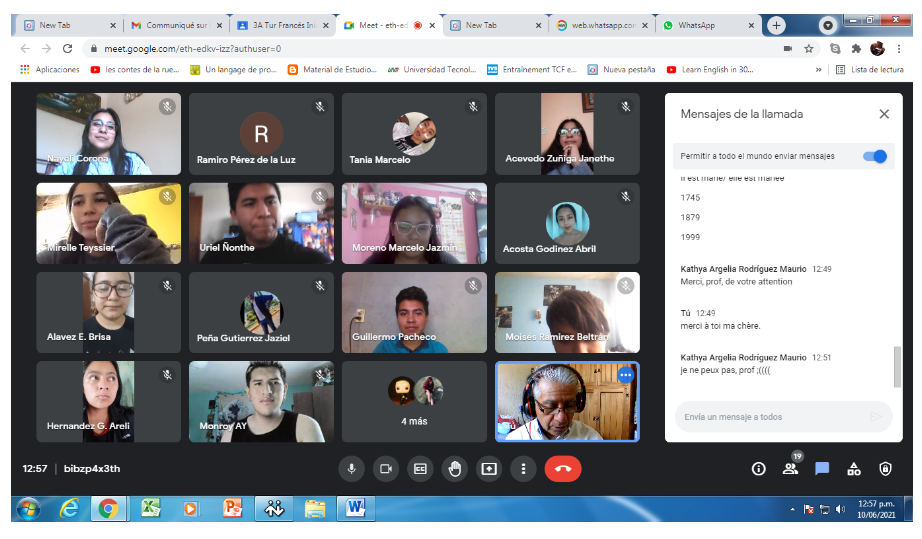 New Tab
Communiqué sur
3A Tur Francés Ini
Meet - eth-ed
New Tab
web.whatsapp.cor
WhatsApp
meet.google.com/eth-edkv-izz?authuser=0
Aplicaciones
les contes de la rue...
Un langage de pro...
Material de Estudio...
Universidad Tecnol...
Entraînement TCF e...
Nueva pestaña
Learn English in 30...
»
Lista de lectura
Nayeli Corona
R
Ramiro Pérez de la Luz
Tania Marcelo
Acevedo Zuñiga Janethe
Mirelle Teyssier
Uriel Ñonthe
Moreno Marcelo Jazmin
Acosta Godinez Abril
Alavez E. Brisa
Peña Gutierrez Jaziel
Guillermo Pacheco
Moises Ramirez Beltran
Hernandez G. Areli
Monroy AY
4 más
Tú
Mensajes de la llamada
Permitir a todo el mundo enviar mensajes
il est marié/ elle est mariée
1745
1879
1999
Kathya Argelia Rodríguez Maurio 12:49
Merci, prof, de votre attention
Tú 12:49
merci à toi ma chère.
Kathya Argelia Rodríguez Maurio 12:51
je ne peux pas, prof ;((((
Envía un mensaje a todos
12:57 | bibzp4x3th
19
12:57 p.m.
10/06/2021